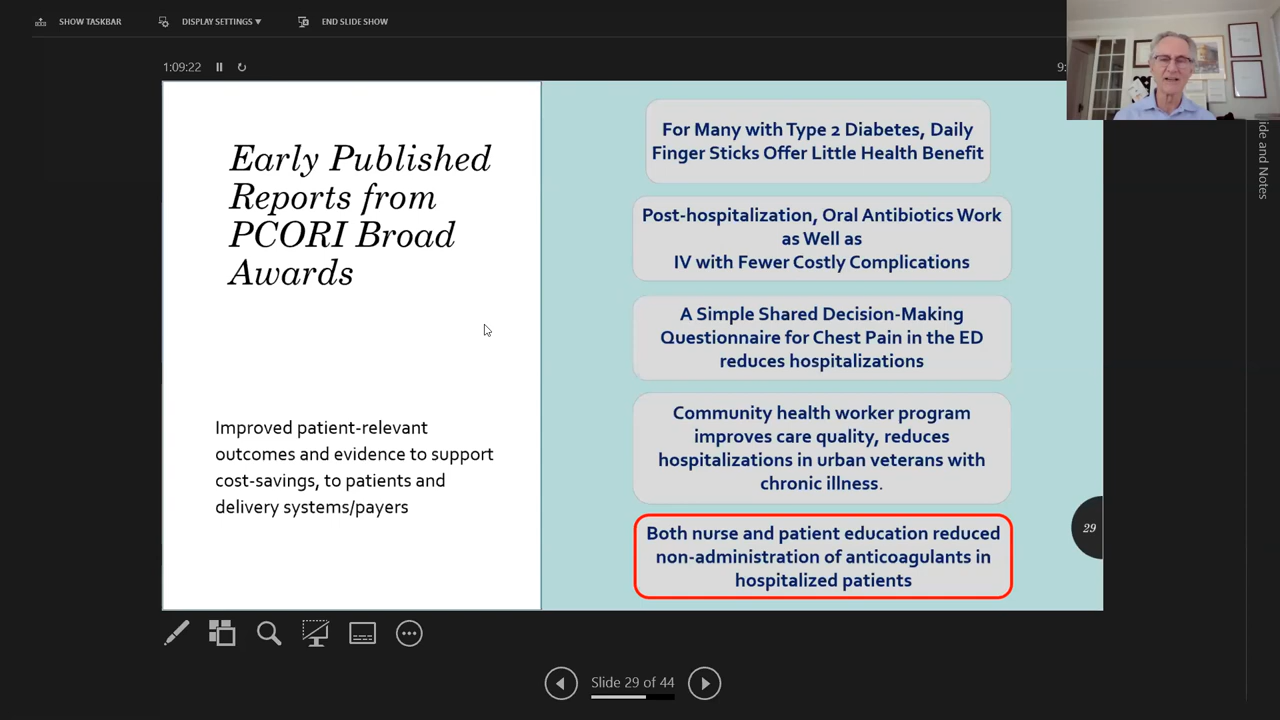 SHOW TASKBAR
DISPLAY SETTINGS ▼
END SLIDE SHOW
1:09:22
9:
Early Published
Reports from
PCORI Broad
Awards
Improved patient-relevant
outcomes and evidence to support
cost-savings, to patients and
delivery systems/payers
For Many with Type 2 Diabetes, Daily
Finger Sticks Offer Little Health Benefit
Post-hospitalization, Oral Antibiotics Work
as Well as
IV with Fewer Costly Complications
A Simple Shared Decision-Making
Questionnaire for Chest Pain in the ED
reduces hospitalizations
Community health worker program
improves care quality, reduces
hospitalizations in urban veterans with
chronic illness.
Both nurse and patient education reduced
non-administration of anticoagulants in
hospitalized patients
29
ide and Notes
Slide 29 of 44